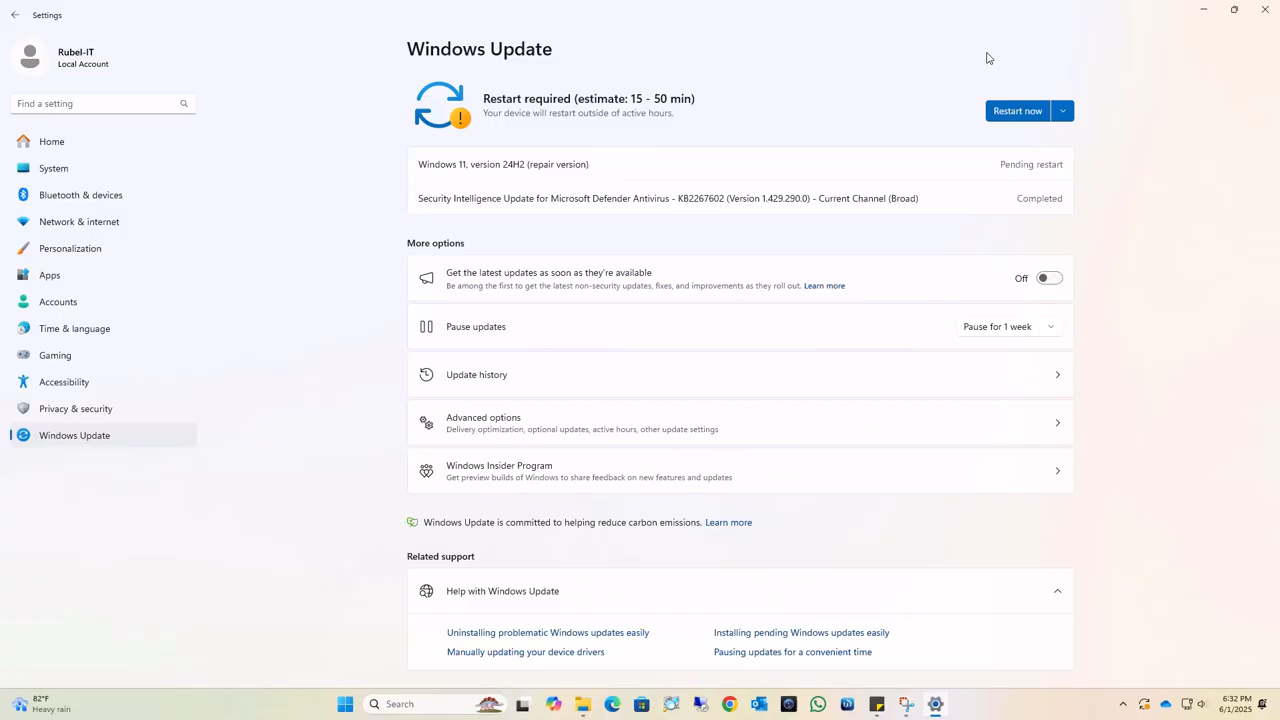 Settings
Rubel-IT
Local Account
Find a setting
Home
System
Bluetooth & devices
Network & internet
Personalization
Apps
Accounts
Time & language
Gaming
Accessibility
Privacy & security
Windows Update
Windows Update
Restart required (estimate: 15 - 50 min)
Your device will restart outside of active hours.
Restart now
Windows 11, version 24H2 (repair version) Pending restart
Security Intelligence Update for Microsoft Defender Antivirus - KB2267602 (Version 1.429.290.0) - Current Channel (Broad) Completed
More options
Get the latest updates as soon as they're available
Be among the first to get the latest non-security updates, fixes, and improvements as they roll out. Learn more
Off
Pause updates Pause for 1 week
Update history
Advanced options
Delivery optimization, optional updates, active hours, other update settings
Windows Insider Program
Get preview builds of Windows to share feedback on new features and updates
Windows Update is committed to helping reduce carbon emissions. Learn more
Related support
Help with Windows Update
Uninstalling problematic Windows updates easily Installing pending Windows updates easily
Manually updating your device drivers Pausing updates for a convenient time
82°F
Heavy rain
Search
6:32 PM
6/1/2025